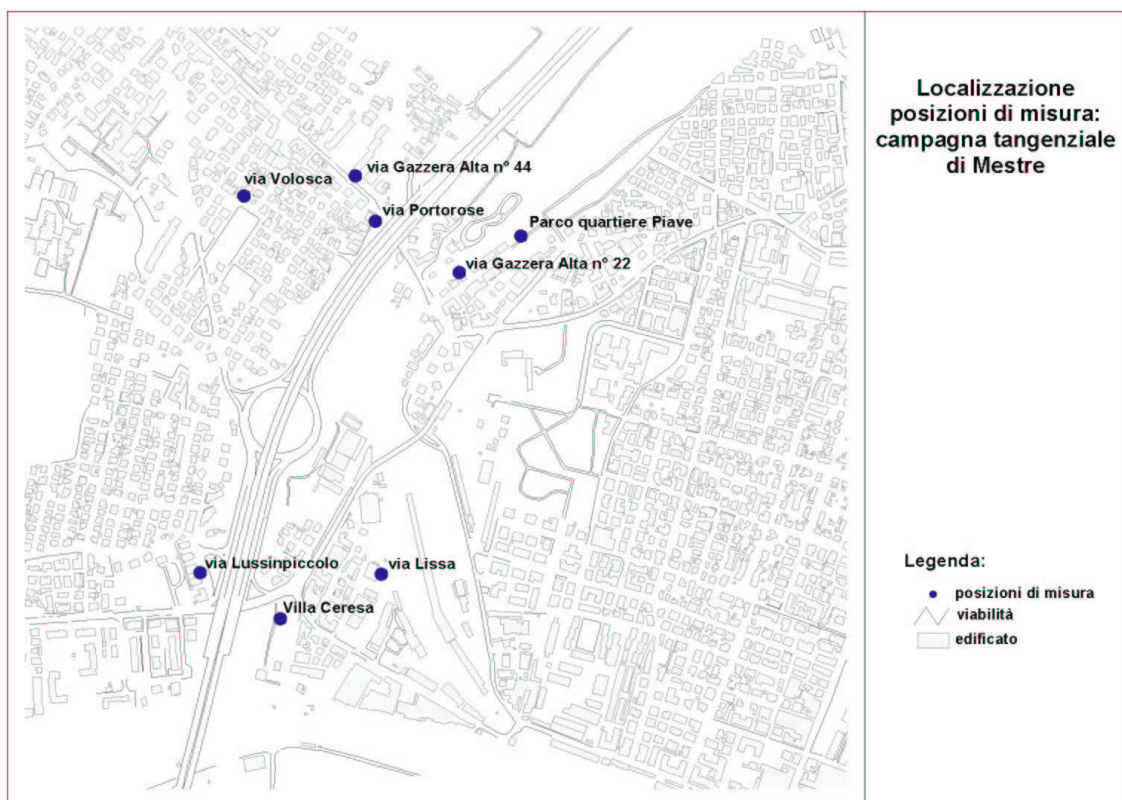 Localizzazione
posizioni di misura:
campagna tangenziale
di Mestre
via Gazzera Alta n° 44
via Volosca
via Portorose
Parco quartiere Piave
via Gazzera Alta n° 22
via Lussinpiccolo
via Lissa
Villa Ceresa
Legenda:
posizioni di misura
viabilità
edificato